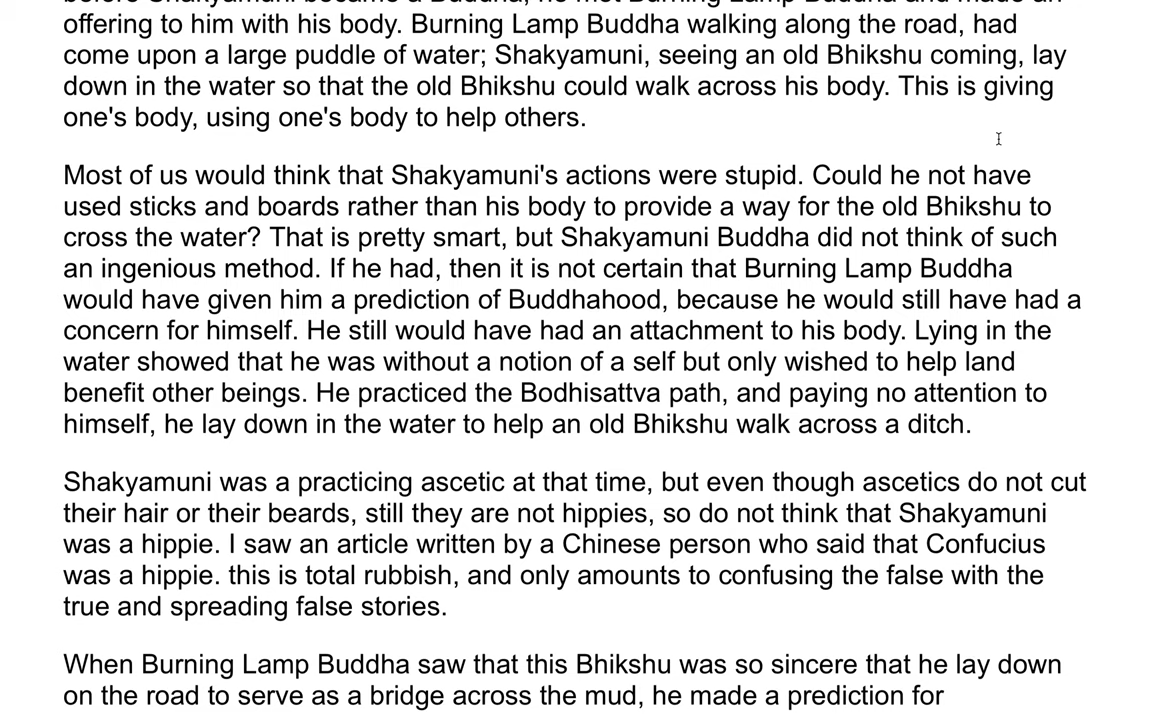 before Shakyamuni became a Buddha, he met Burning Lamp Buddha and made an
offering to him with his body. Burning Lamp Buddha walking along the road, had
come upon a large puddle of water; Shakyamuni, seeing an old Bhikshu coming, lay
down in the water so that the old Bhikshu could walk across his body. This is giving
one's body, using one's body to help others.
Most of us would think that Shakyamuni's actions were stupid. Could he not have
used sticks and boards rather than his body to provide a way for the old Bhikshu to
cross the water? That is pretty smart, but Shakyamuni Buddha did not think of such
an ingenious method. If he had, then it is not certain that Burning Lamp Buddha
would have given him a prediction of Buddhahood, because he would still have had a
concern for himself. He still would have had an attachment to his body. Lying in the
water showed that he was without a notion of a self but only wished to help land
benefit other beings. He practiced the Bodhisattva path, and paying no attention to
himself, he lay down in the water to help an old Bhikshu walk across a ditch.
Shakyamuni was a practicing ascetic at that time, but even though ascetics do not cut
their hair or their beards, still they are not hippies, so do not think that Shakyamuni
was a hippie. I saw an article written by a Chinese person who said that Confucius
was a hippie. this is total rubbish, and only amounts to confusing the false with the
true and spreading false stories.
When Burning Lamp Buddha saw that this Bhikshu was so sincere that he lay down
on the road to serve as a bridge across the mud, he made a prediction for